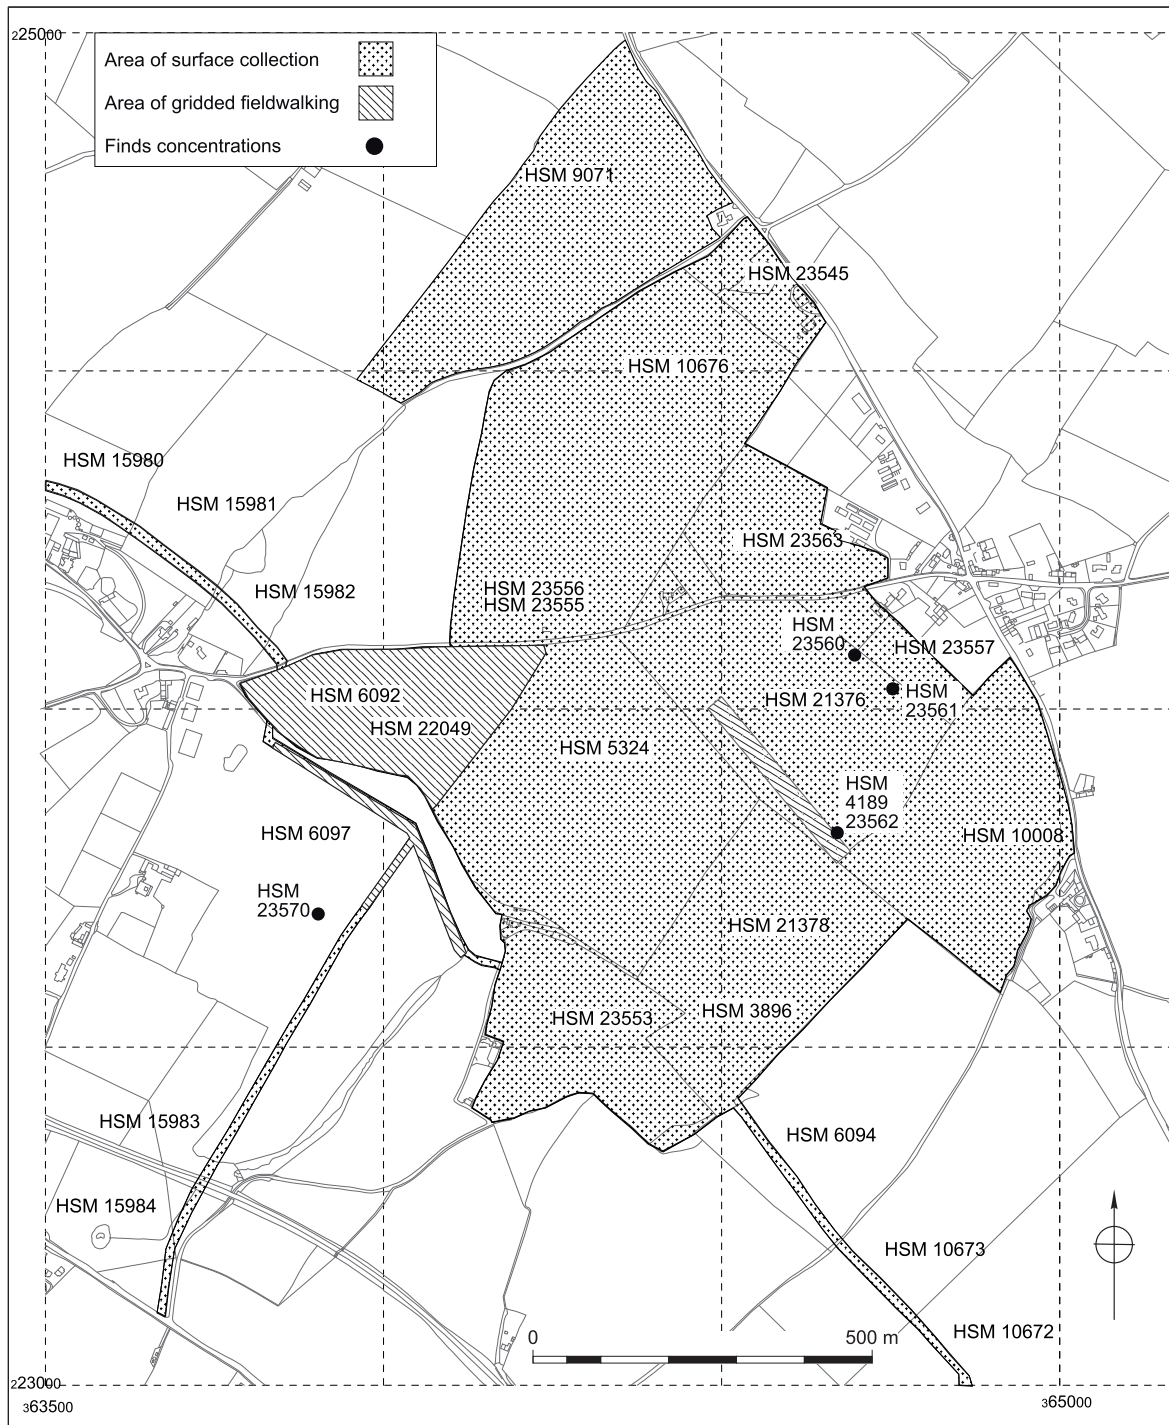 225000
Area of surface collection
Area of gridded fieldwalking
Finds concentrations
HSM 9071
HSM 23545
HSM 10676
HSM 15980
HSM 15981
HSM 23563
HSM 15982
HSM 23556
HSM 23555
HSM
23560
HSM 23557
HSM 6092
HSM 21376
HSM
23561
HSM 22049
HSM 5324
HSM
4189
23562
HSM 6097
HSM 10008
HSM
23570
HSM 21378
HSM 3896
HSM 23553
HSM 15983
HSM 6094
HSM 15984
HSM 10673
HSM 10672
0
500 m
223000
363500
365000